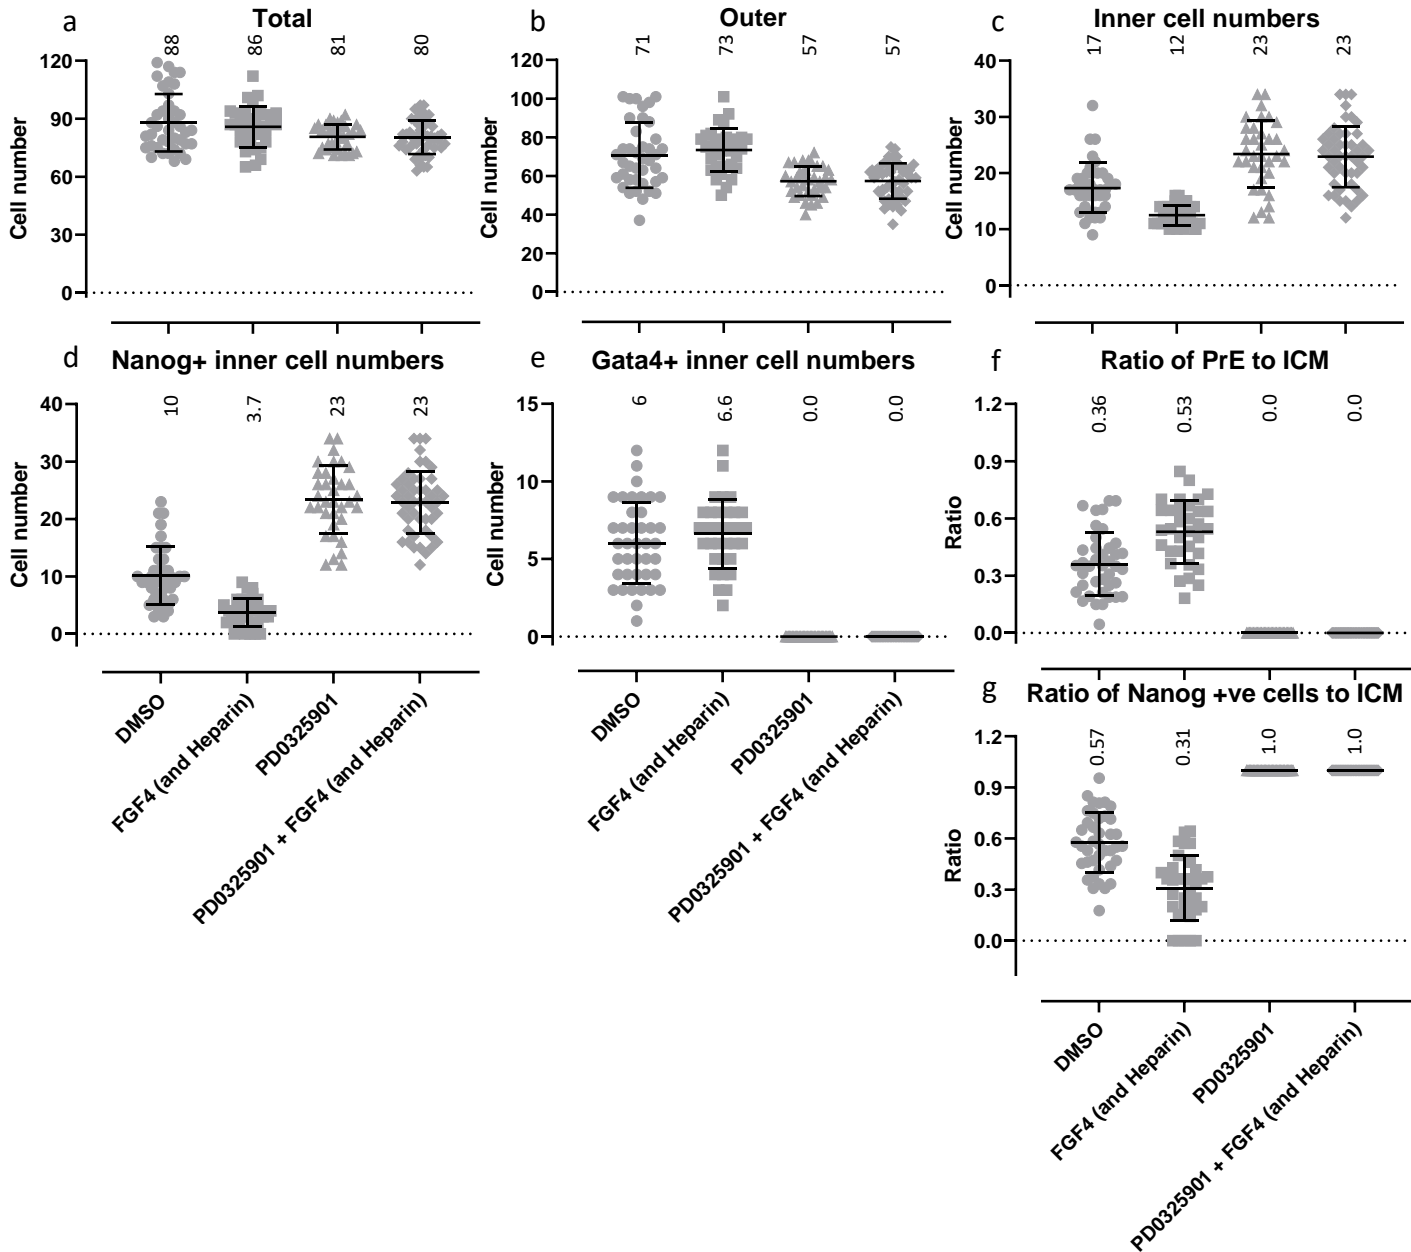 a
Total
88
86
81
80
Cell number
120
90
60
30
0
b
Outer
71
73
57
57
Cell number
120
100
80
60
40
20
0
c
Inner cell numbers
17
12
23
23
Cell number
40
30
20
10
0
d
Nanog+ inner cell numbers
10
3.7
23
23
Cell number
40
30
20
10
0
DMSO
FGF4 (and Heparin)
PD0325901
PD0325901 + FGF4 (and Heparin)
e
Gata4+ inner cell numbers
6
6.6
0.0
0.0
Cell number
15
10
5
0
DMSO
FGF4 (and Heparin)
PD0325901
PD0325901 + FGF4 (and Heparin)
f
Ratio of PrE to ICM
0.36
0.53
0.0
0.0
Ratio
1.2
0.9
0.6
0.3
0.0
g
Ratio of Nanog +ve cells to ICM
0.57
0.31
1.0
1.0
Ratio
1.2
0.9
0.6
0.3
0.0
DMSO
FGF4 (and Heparin)
PD0325901
PD0325901 + FGF4 (and Heparin)